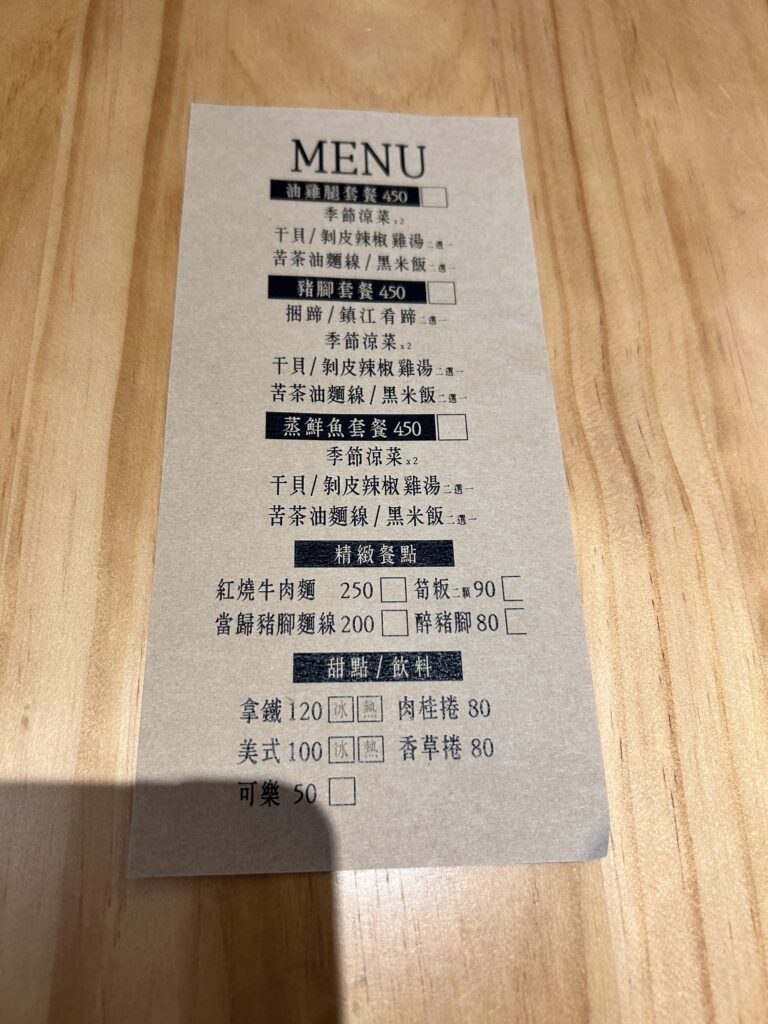 MENU
油雞腿套餐 450
季節涼菜 x2
干貝/剝皮辣椒雞湯二選一
苦茶油麵線/黑米飯二選一
豬腳套餐 450
捆蹄/鎮江肴蹄二選一
季節涼菜 x2
干貝/剝皮辣椒雞湯二選一
苦茶油麵線/黑米飯二選一
蒸鮮魚套餐 450
季節涼菜 x2
干貝/剝皮辣椒雞湯二選一
苦茶油麵線/黑米飯二選一
精緻餐點
紅燒牛肉麵 250 筍板二顆 90
當歸豬腳麵線 200 醉豬腳 80
甜點/飲料
拿鐵 120 冰 熱 肉桂捲 80
美式 100 冰 熱 香草捲 80
可樂 50